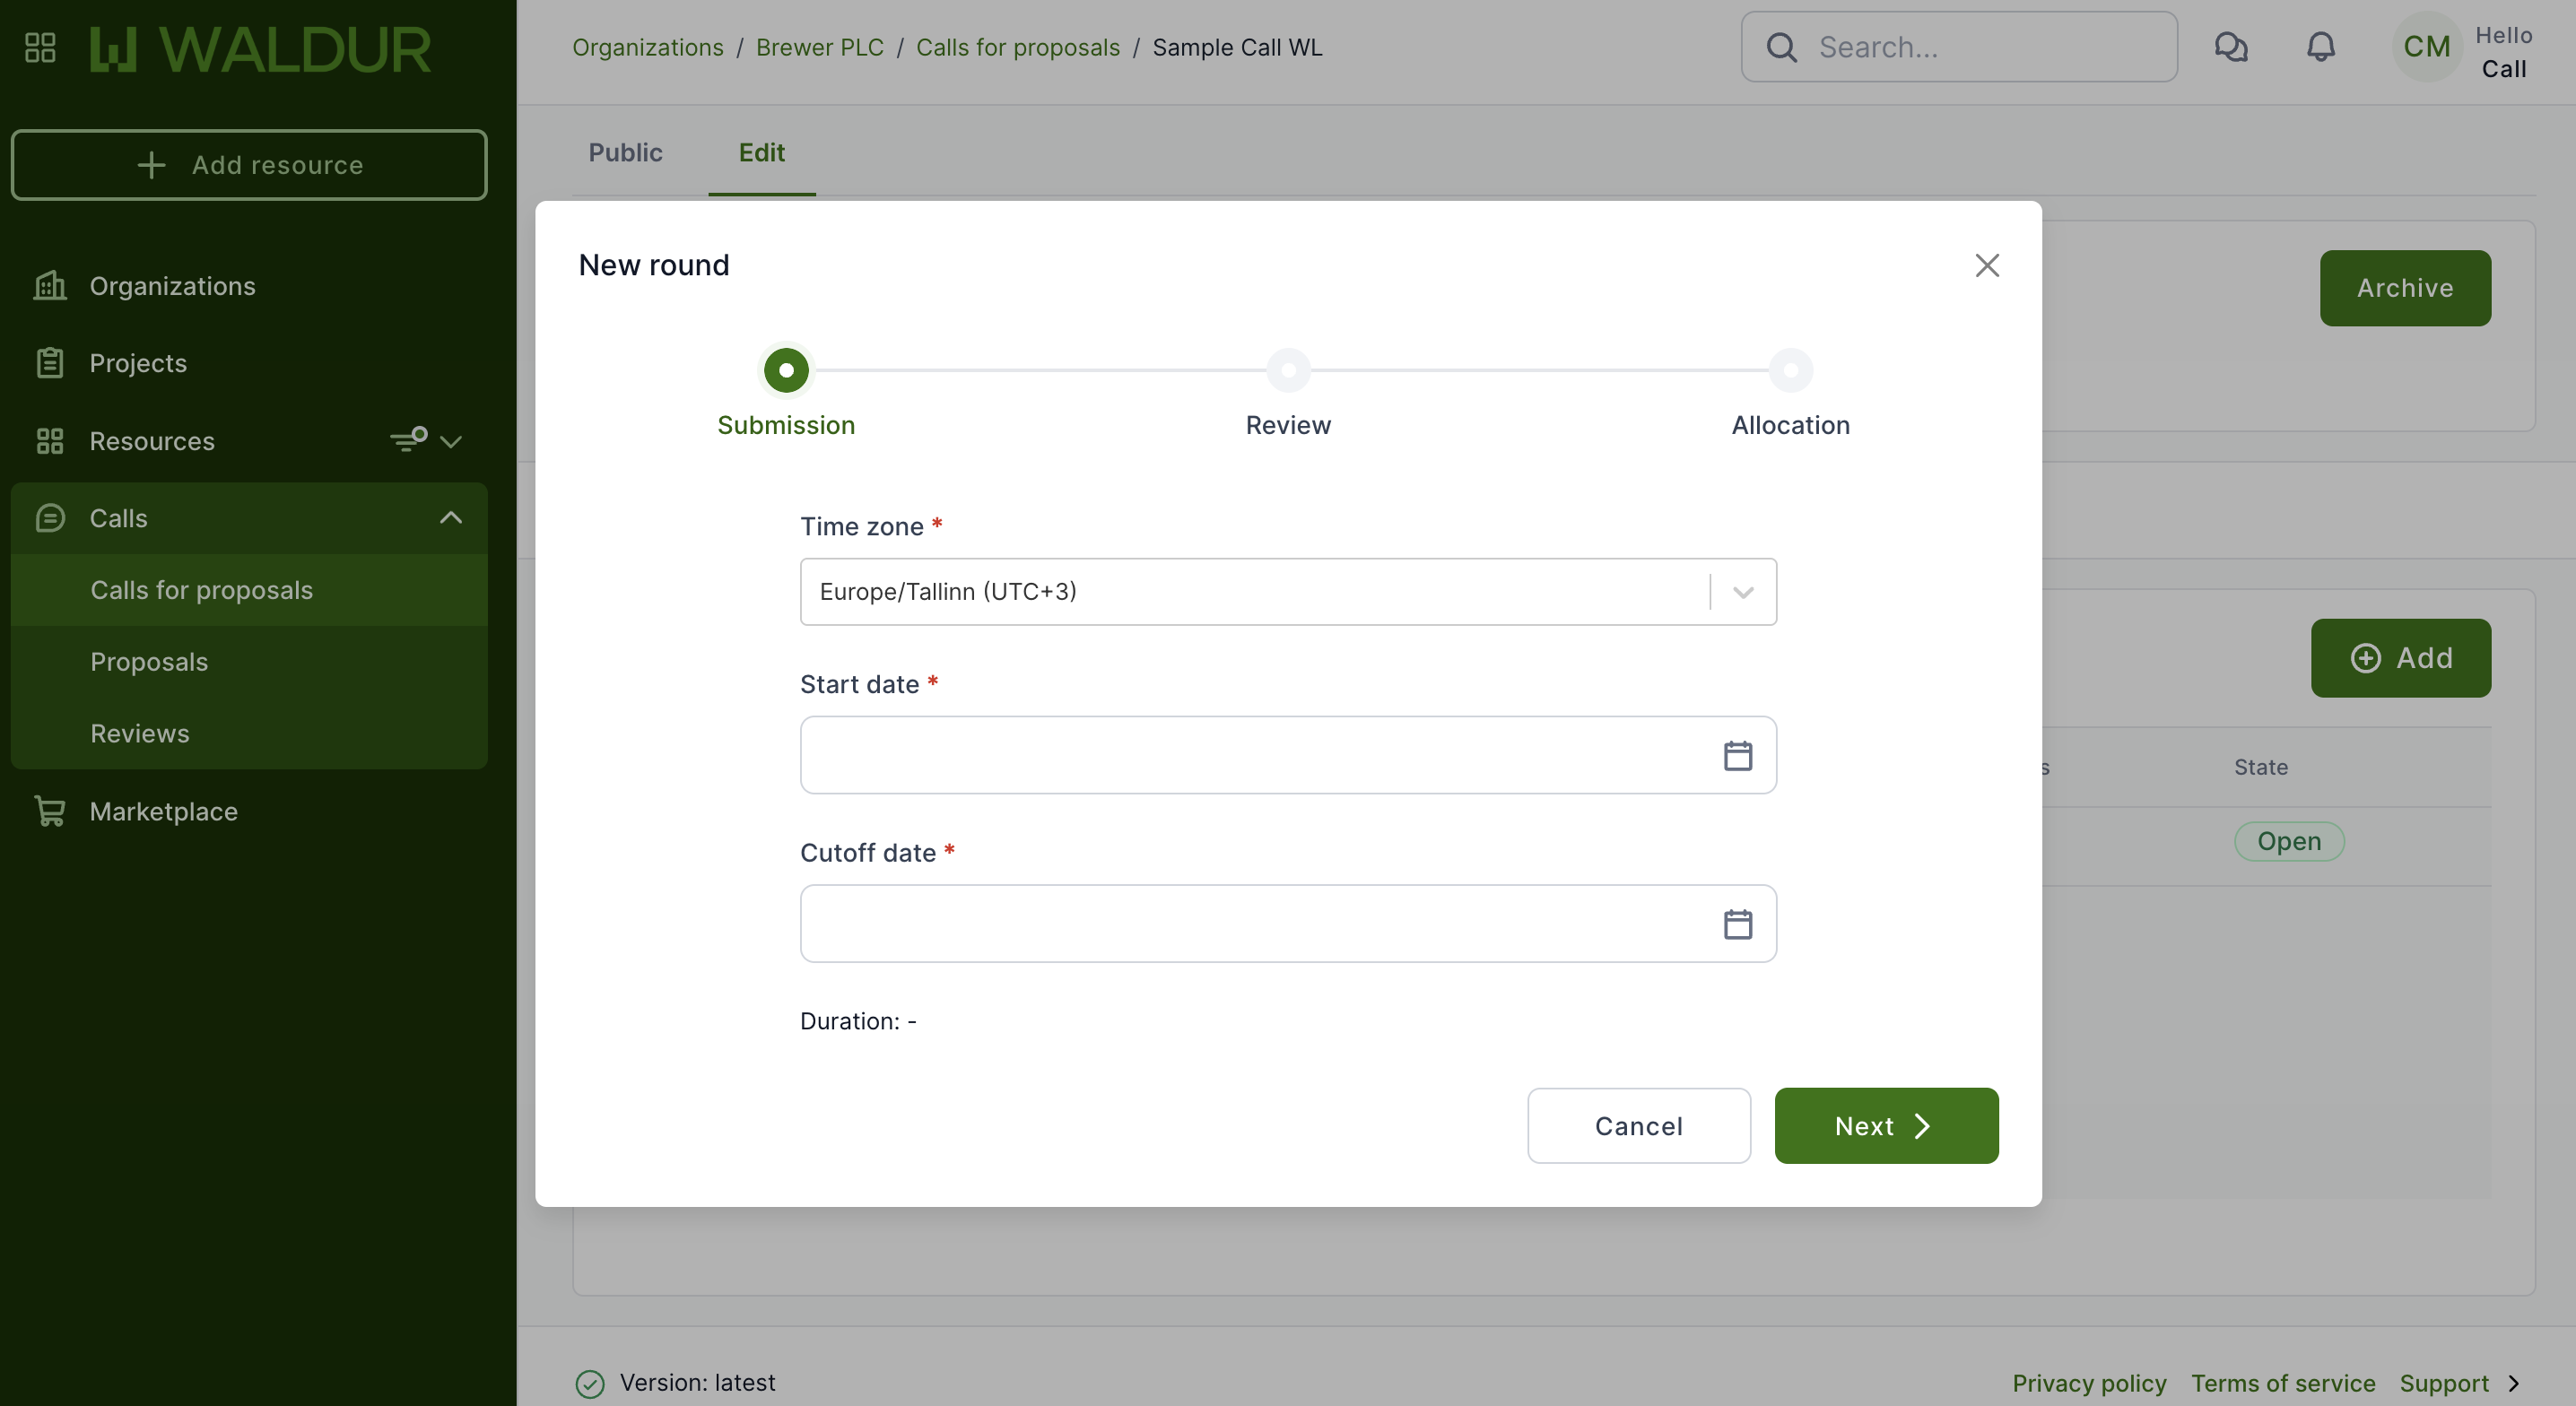 WALDUR
Organizations / Brewer PLC / Calls for proposals / Sample Call WL
Search...
CM
Hello
Call
Add resource
Organizations
Projects
Resources
Calls
Calls for proposals
Proposals
Reviews
Marketplace
Public
Edit
Archive
Add
State
Open
New round
Submission
Review
Allocation
Time zone *
Europe/Tallinn (UTC+3)
Start date *
Cutoff date *
Duration: -
Cancel
Next
Version: latest
Privacy policy
Terms of service
Support